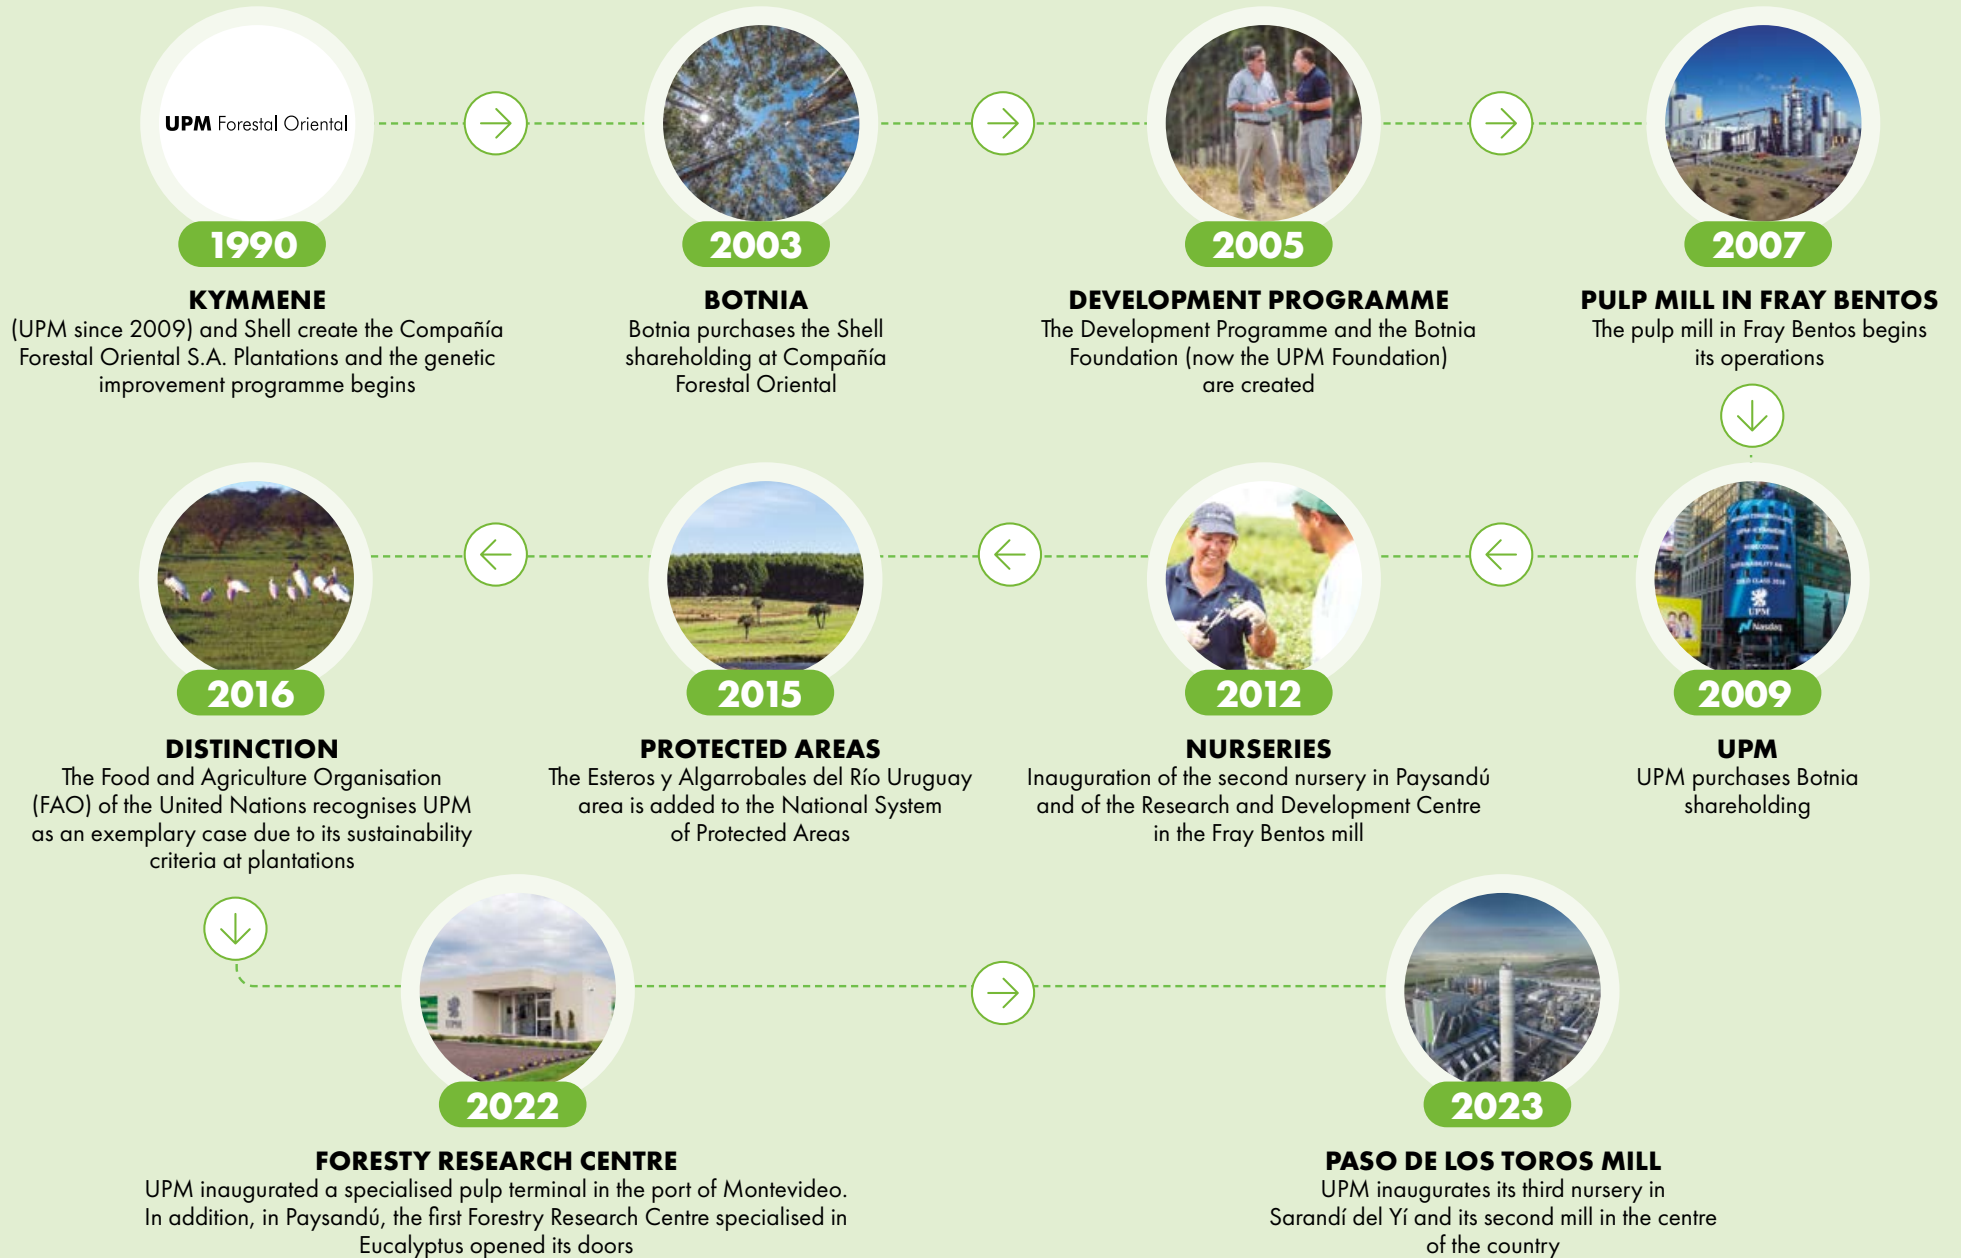 UPM Forestal Oriental
1990
KYMMENE
(UPM since 2009) and Shell create the Compañía
Forestal Oriental S.A. Plantations and the genetic
improvement programme begins
2003
BOTNIA
Botnia purchases the Shell
shareholding at Compañía
Forestal Oriental
2005
DEVELOPMENT PROGRAMME
The Development Programme and the Botnia
Foundation (now the UPM Foundation)
are created
2007
PULP MILL IN FRAY BENTOS
The pulp mill in Fray Bentos begins
its operations
UPM
Nasdaq
2009
UPM
UPM purchases Botnia
shareholding
2012
NURSERIES
Inauguration of the second nursery in Paysandú
and of the Research and Development Centre
in the Fray Bentos mill
2015
PROTECTED AREAS
The Esteros y Algarrobales del Río Uruguay
area is added to the National System
of Protected Areas
2016
DISTINCTION
The Food and Agriculture Organisation
(FAO) of the United Nations recognises UPM
as an exemplary case due to its sustainability
criteria at plantations
UPM
2022
FORESTY RESEARCH CENTRE
UPM inaugurated a specialised pulp terminal in the port of Montevideo.
In addition, in Paysandú, the first Forestry Research Centre specialised in
Eucalyptus opened its doors
2023
PASO DE LOS TOROS MILL
UPM inaugurates its third nursery in
Sarandí del Yí and its second mill in the centre
of the country